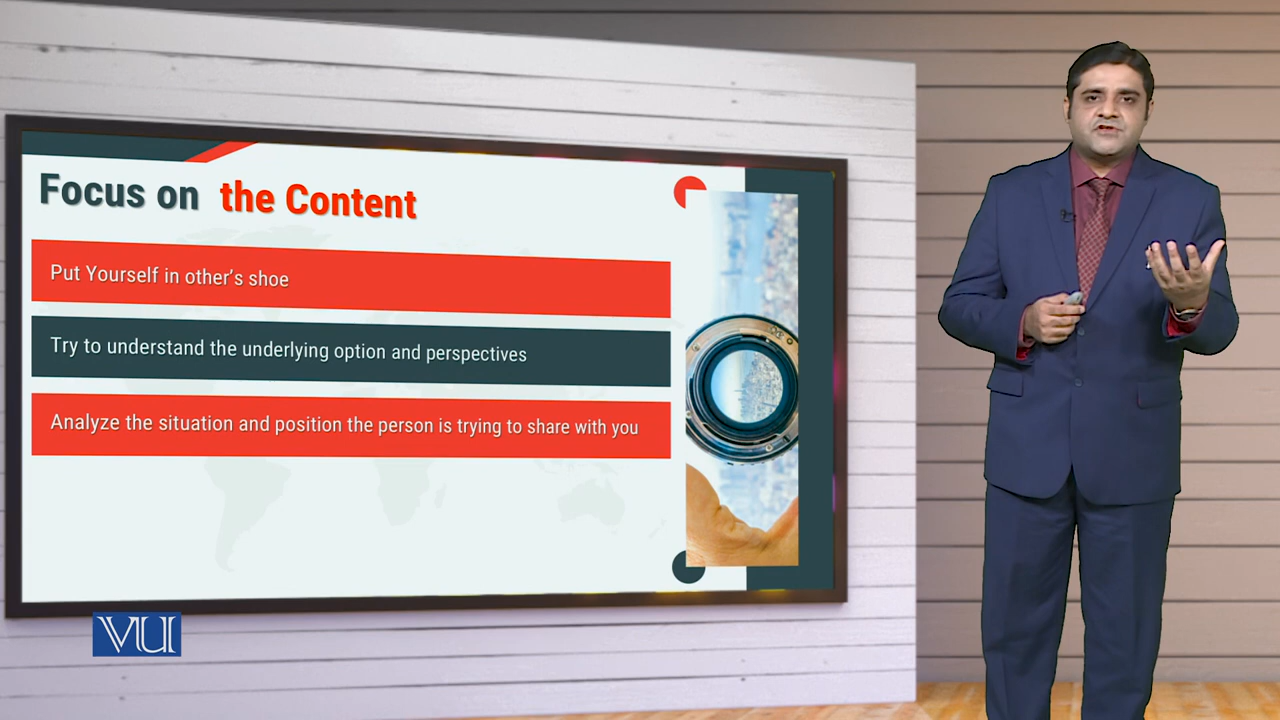 Focus on the Content
Put Yourself in other's shoe
Try to understand the underlying option and perspectives
Analyze the situation and position the person is trying to share with you
VU